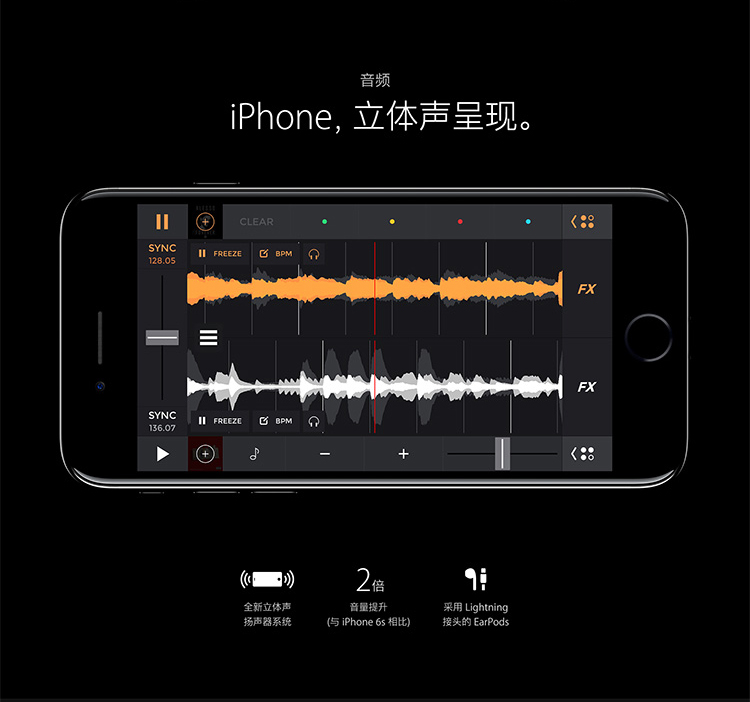 音频
iPhone, 立体声呈现。
CLEAR
SYNC
128.05
FREEZE BPM
FX
FX
SYNC
136.07
FREEZE BPM
2倍
全新立体声
扬声器系统
音量提升
(与 iPhone 6s 相比)
采用 Lightning
接头的 EarPods